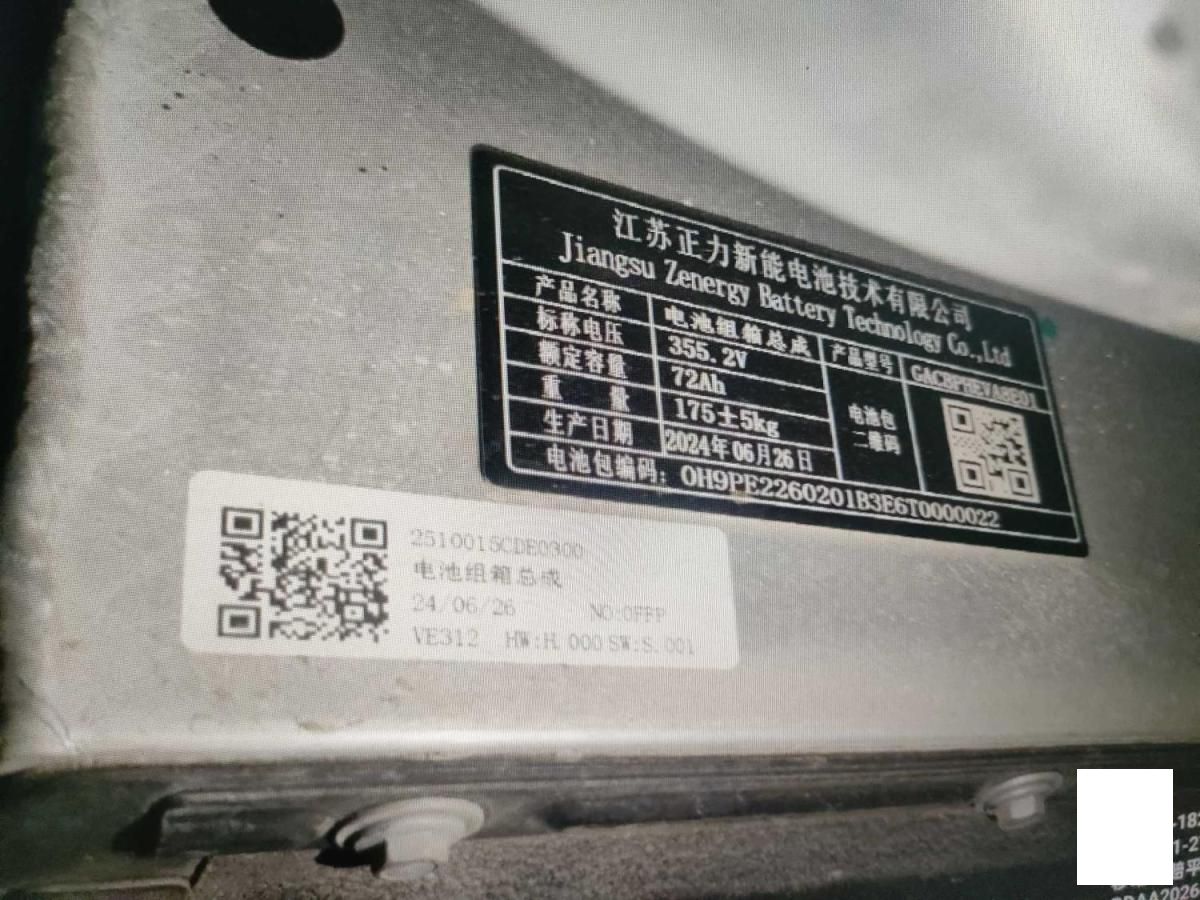 江苏正力新能电池技术有限公司
Jiangsu Zenergy Battery Technology Co.,Ltd
产品名称 电池组箱总成 产品型号 GACBPHEVA8E01
标称电压 355.2V
额定容量 72Ah
重量 175±5kg
生产日期 2024年06月26日
电池包二维码
电池包编码：0H9PE2260201B3E6T0000022
2510015CDE0300
电池组箱总成
24/06/26 NO:0FFP
VE312 HW:H.000 SW:S.001